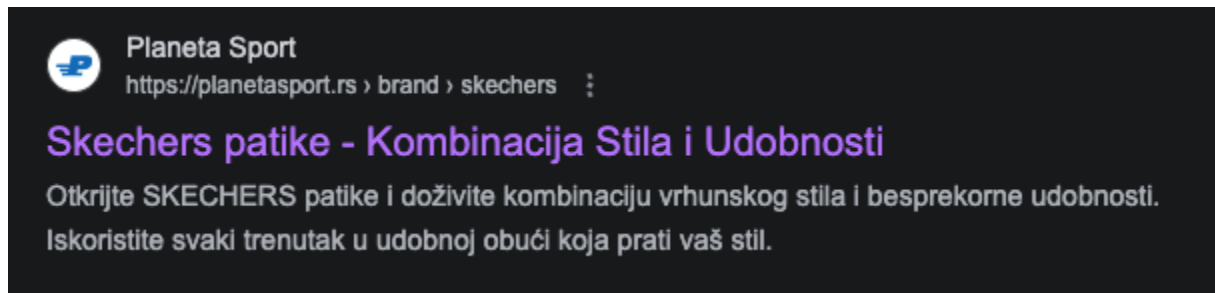 Planeta Sport
https://planetasport.rs › brand › skechers
Skechers patike - Kombinacija Stila i Udobnosti
Otkrijte SKECHERS patike i doživite kombinaciju vrhunskog stila i besprekorne udobnosti.
Iskoristite svaki trenutak u udobnoj obući koja prati vaš stil.